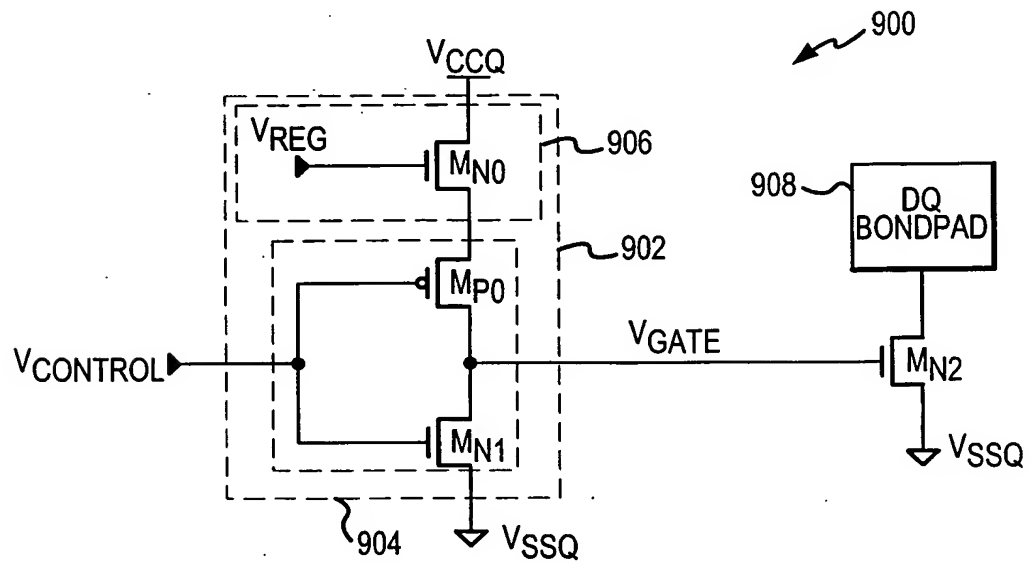 900
VCCQ
VREG
MN0
906
908
DQ
BONDPAD
902
MP0
VGATE
VCONTROL
MN2
MN1
VSSQ
904
VSSQ